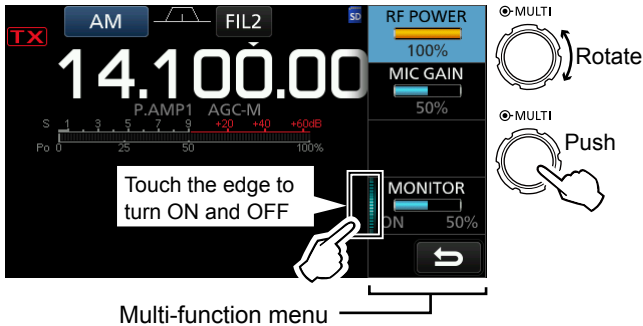 AM
FIL2
SD
TX
14.100.00
P.AMP1 AGC-M
S 1 3 5 7 9 +20 +40 +60dB
Po 0 25 50 100%
Touch the edge to
turn ON and OFF
RF POWER
100%
MIC GAIN
50%
MONITOR
ON 50%
MULTI
Rotate
MULTI
Push
Multi-function menu